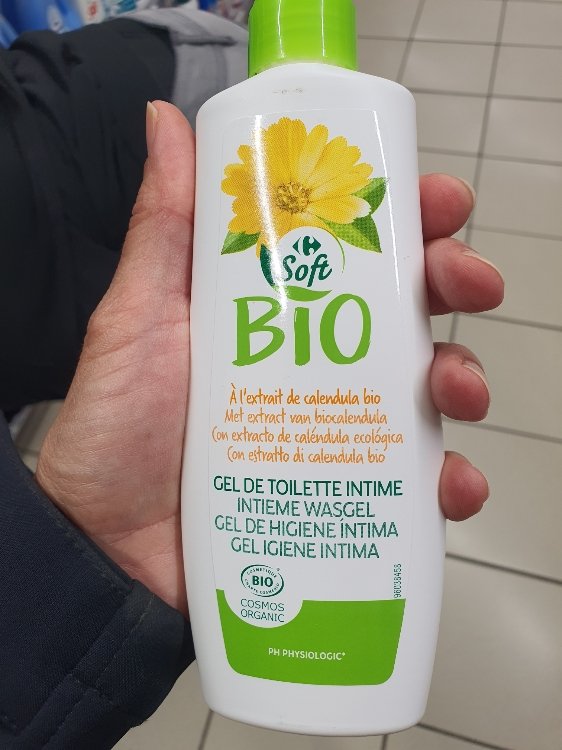 Soft
BIO
À l'extrait de calendula bio
Met extract van biocalendula
Con extracto de caléndula ecológica
Con estratto di calendula bio
GEL DE TOILETTE INTIME
INTIEME WASGEL
GEL DE HIGIENE ÍNTIMA
GEL IGIENE INTIMA
BIO
COSMOS
ORGANIC
PH PHYSIOLOGIC*